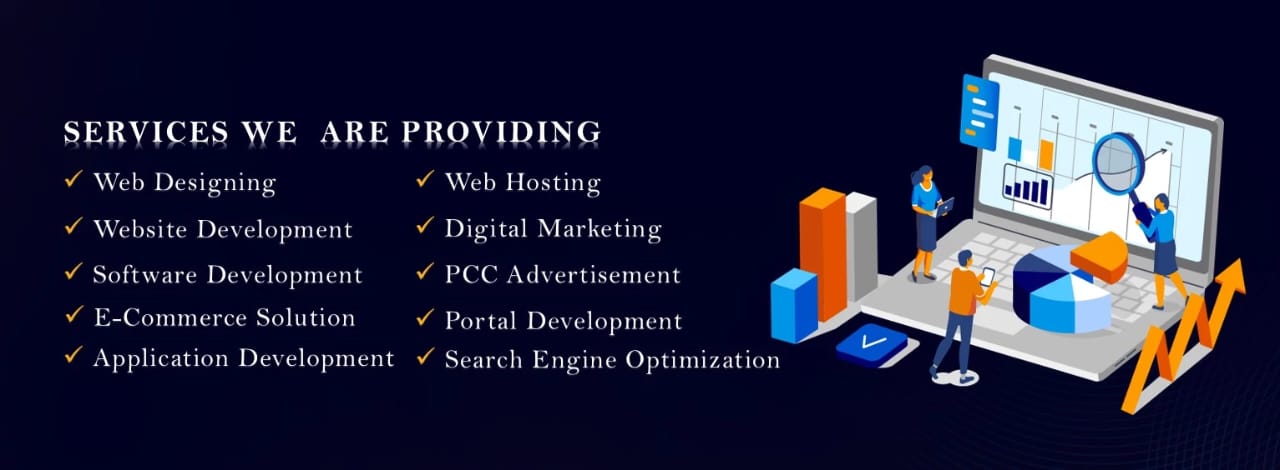 SERVICES WE ARE PROVIDING
✓ Web Designing
✓ Website Development
✓ Software Development
✓ E-Commerce Solution
✓ Application Development
✓ Web Hosting
✓ Digital Marketing
✓ PCC Advertisement
✓ Portal Development
✓ Search Engine Optimization